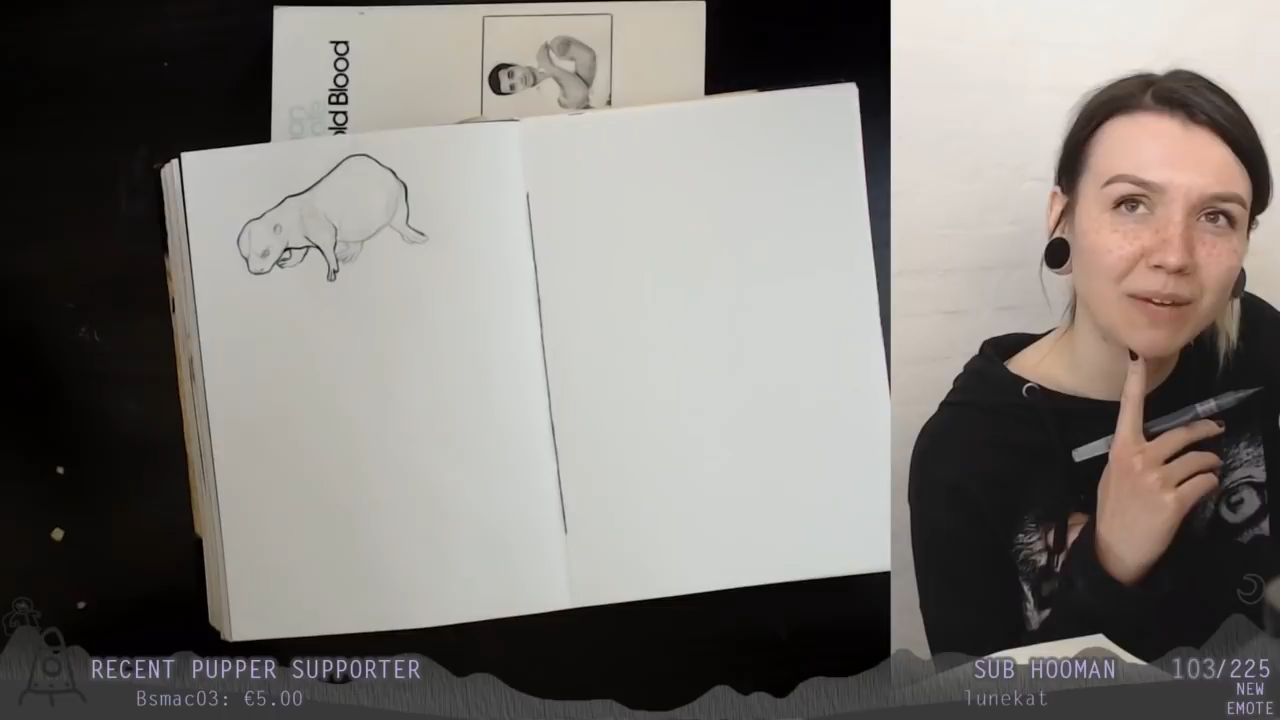 old Blood
RECENT PUPPER SUPPORTER
Bsmac03: €5.00
SUB HOOMAN 103/225
lunekat
NEW
EMOTE